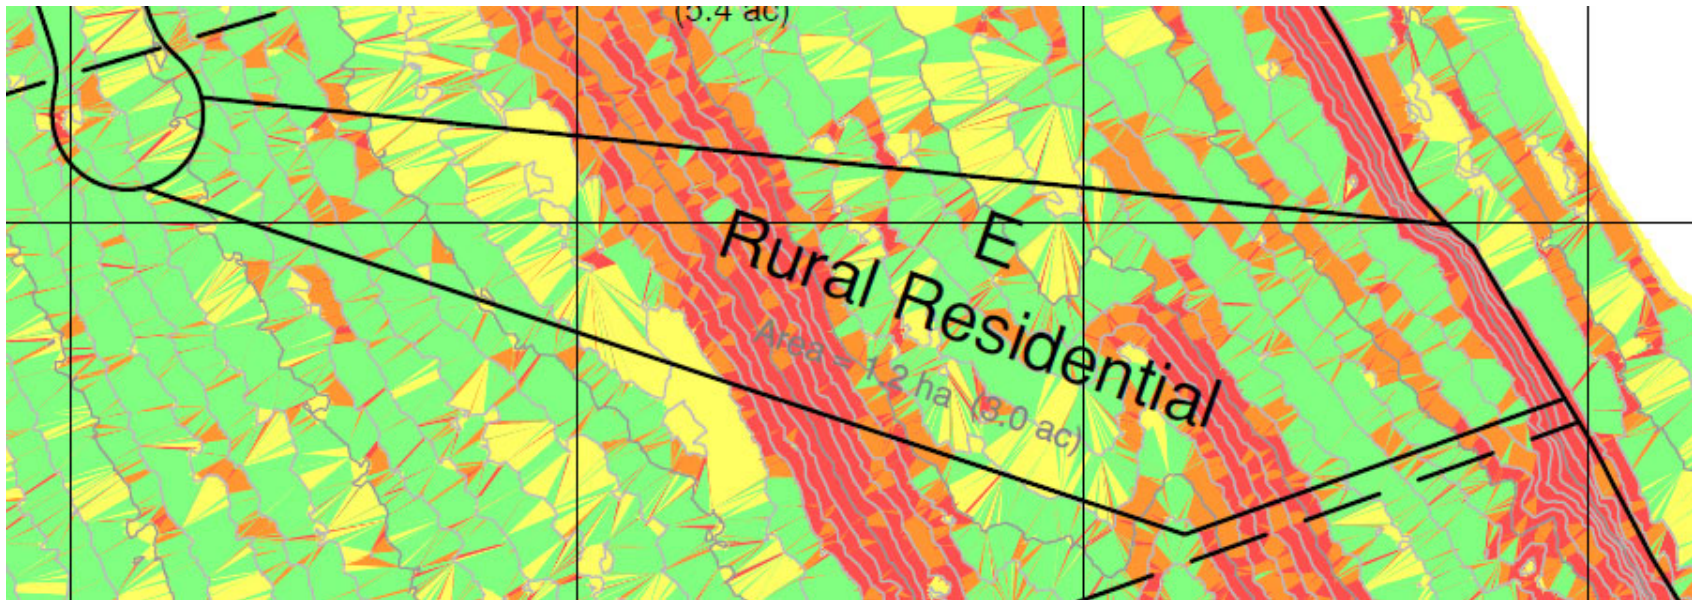 (5.4 ac)
E
Rural Residential
Area = 1.2 ha (3.0 ac)